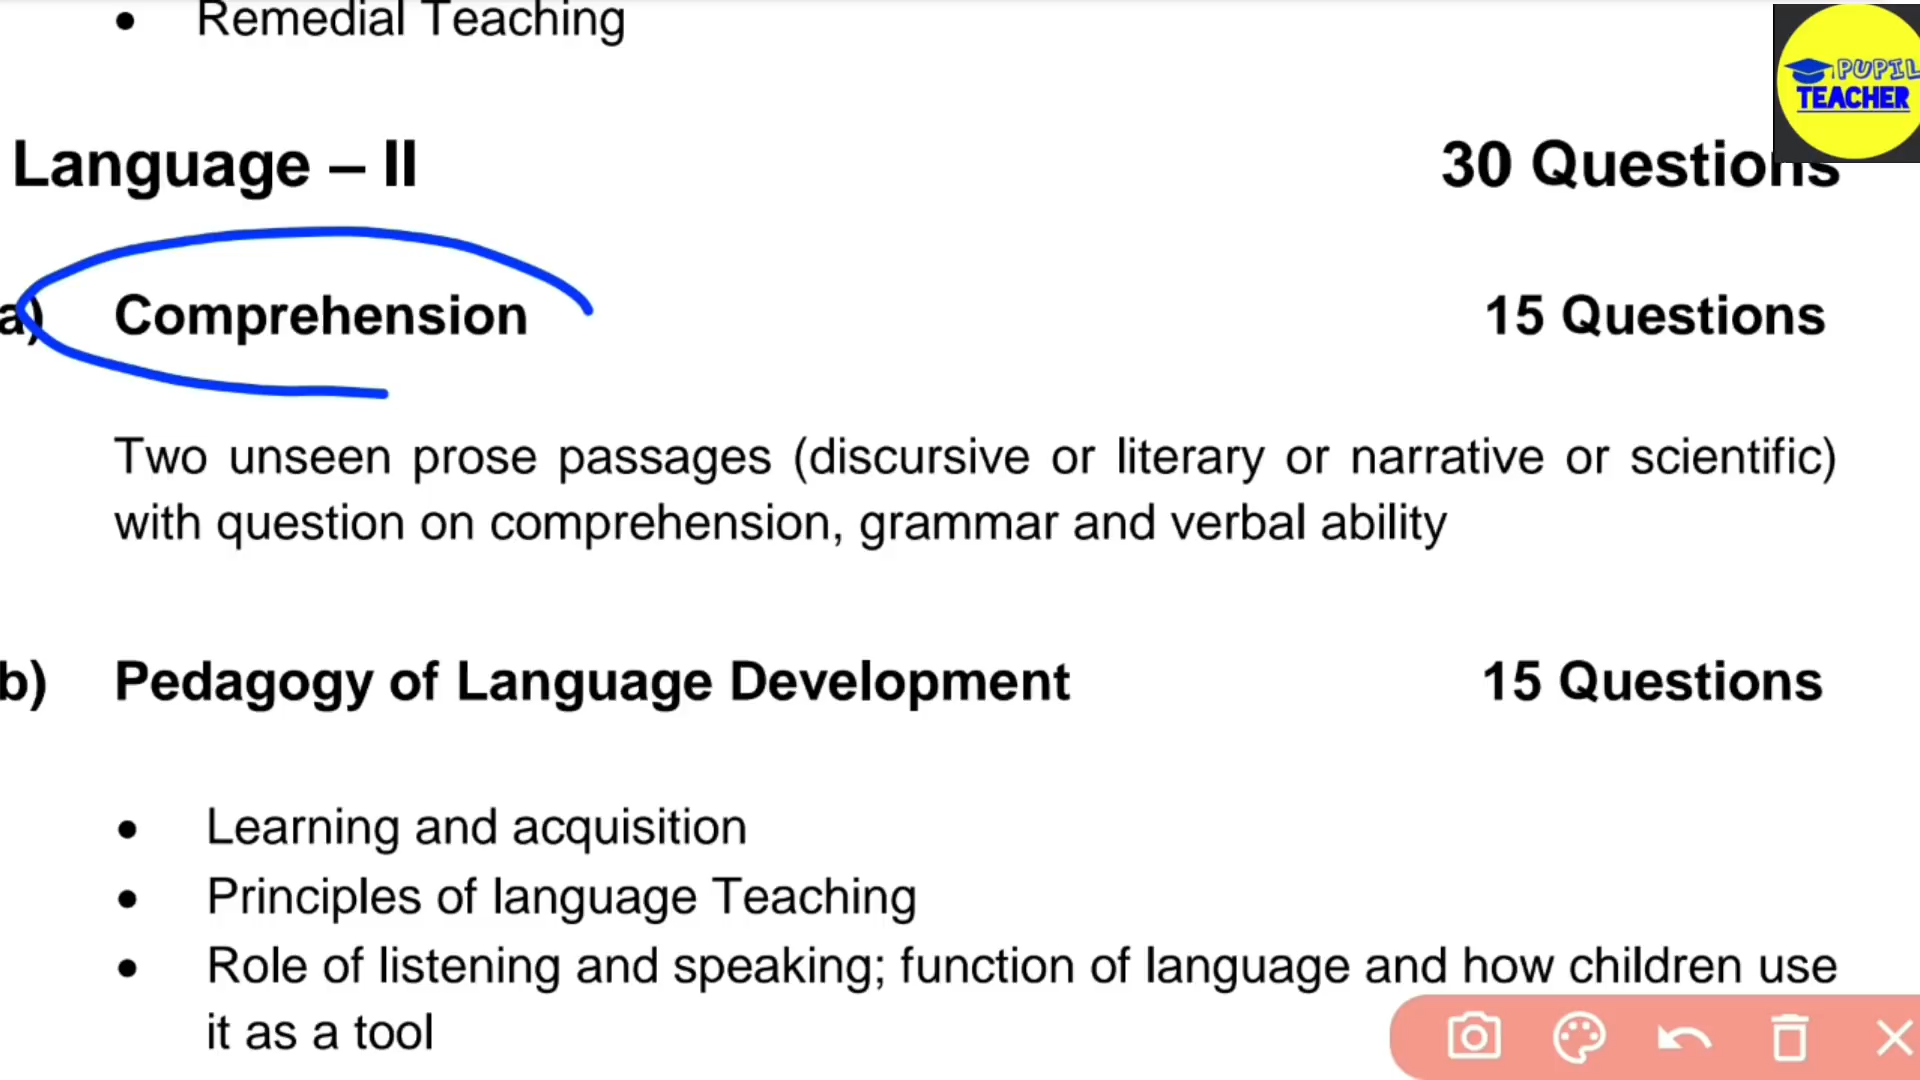 • Remedial Teaching
PUPIL
TEACHER
Language – II 30 Questions
a) Comprehension 15 Questions
Two unseen prose passages (discursive or literary or narrative or scientific)
with question on comprehension, grammar and verbal ability
b) Pedagogy of Language Development 15 Questions
• Learning and acquisition
• Principles of language Teaching
• Role of listening and speaking; function of language and how children use
it as a tool